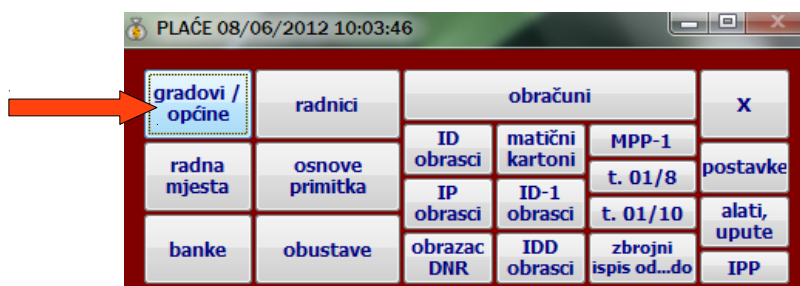 PLAĆE 08/06/2012 10:03:46
gradovi /
općine
radnici
obračuni
X
ID
obrasci
matični
kartoni
MPP-1
radna
mjesta
osnove
primitka
t. 01/8
postavke
IP
obrasci
ID-1
obrasci
t. 01/10
alati,
upute
banke
obustave
obrazac
DNR
IDD
obrasci
zbrojni
ispis od...do
IPP